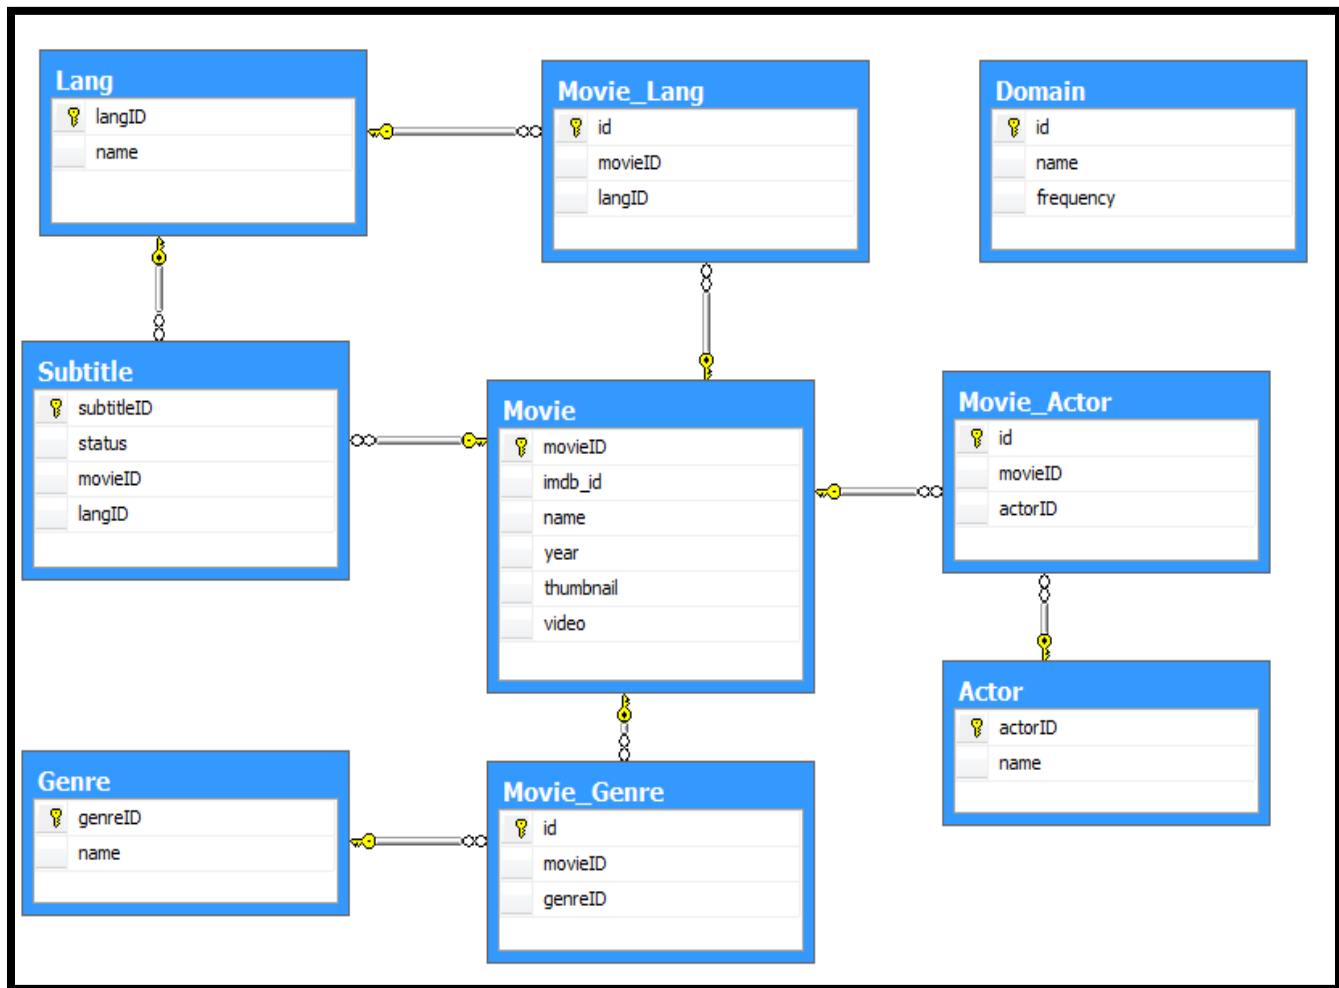 Lang
langID
name
Movie_Lang
id
movieID
langID
Domain
id
name
frequency
Subtitle
subtitleID
status
movieID
langID
Movie
movieID
imdb_id
name
year
thumbnail
video
Movie_Actor
id
movieID
actorID
Actor
actorID
name
Genre
genreID
name
Movie_Genre
id
movieID
genreID